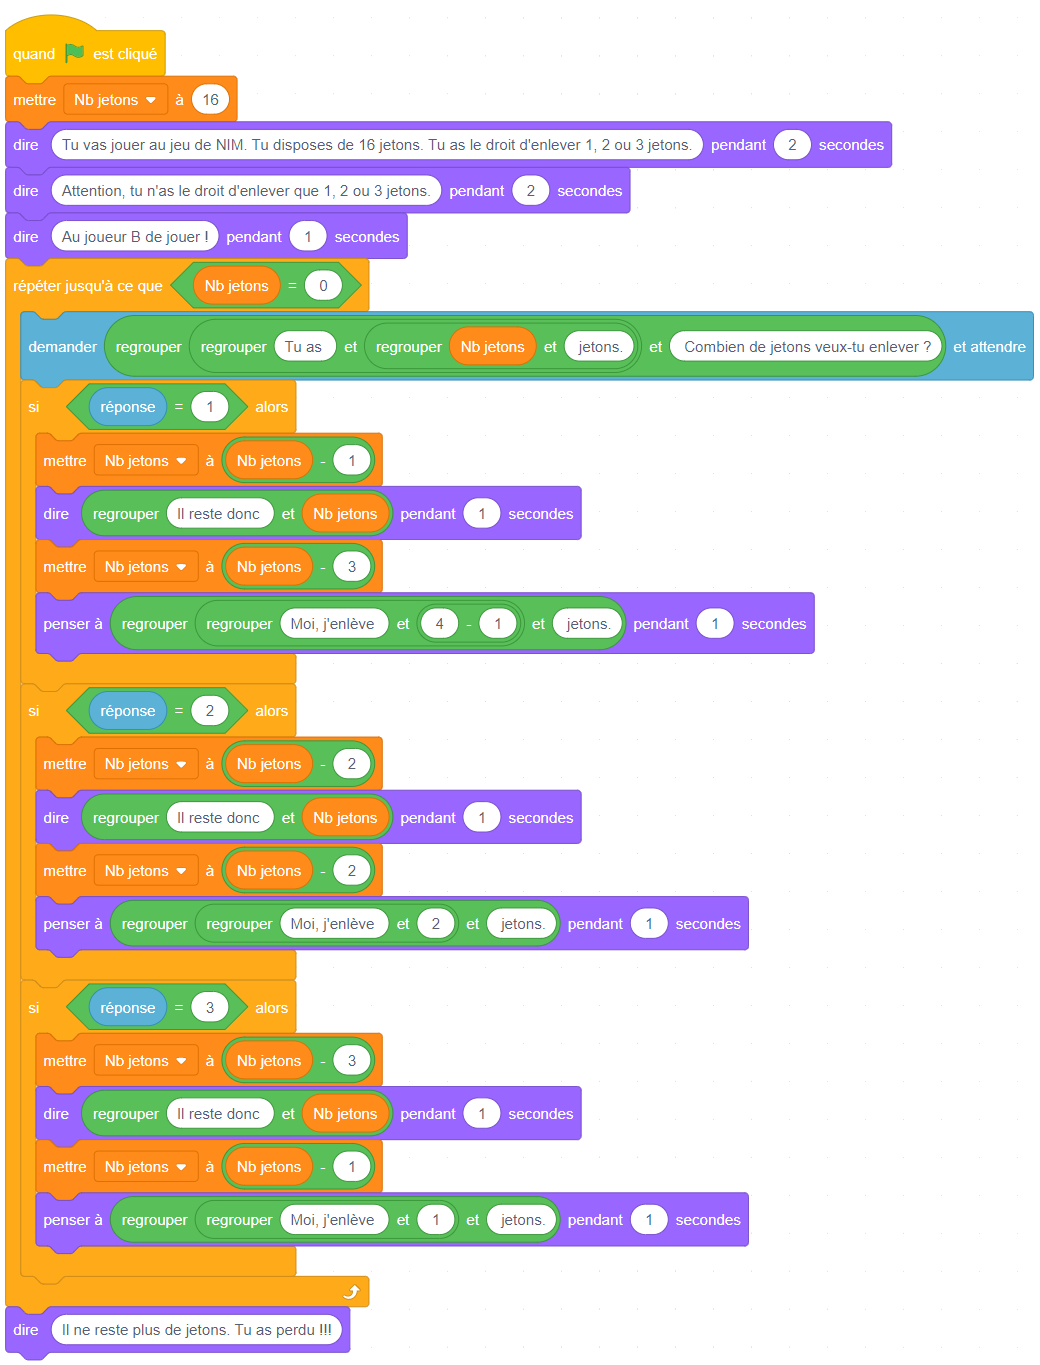 quand est cliqué
mettre Nb jetons à 16
dire Tu vas jouer au jeu de NIM. Tu disposes de 16 jetons. Tu as le droit d'enlever 1, 2 ou 3 jetons. pendant 2 secondes
dire Attention, tu n'as le droit d'enlever que 1, 2 ou 3 jetons. pendant 2 secondes
dire Au joueur B de jouer ! pendant 1 secondes
répéter jusqu'à ce que Nb jetons = 0
demander regrouper regrouper Tu as et regrouper Nb jetons et jetons. et Combien de jetons veux-tu enlever ? et attendre
si réponse = 1 alors
mettre Nb jetons à Nb jetons - 1
dire regrouper Il reste donc et Nb jetons pendant 1 secondes
mettre Nb jetons à Nb jetons - 3
penser à regrouper regrouper Moi, j'enlève et 4 - 1 et jetons. pendant 1 secondes
si réponse = 2 alors
mettre Nb jetons à Nb jetons - 2
dire regrouper Il reste donc et Nb jetons pendant 1 secondes
mettre Nb jetons à Nb jetons - 2
penser à regrouper regrouper Moi, j'enlève et 2 et jetons. pendant 1 secondes
si réponse = 3 alors
mettre Nb jetons à Nb jetons - 3
dire regrouper Il reste donc et Nb jetons pendant 1 secondes
mettre Nb jetons à Nb jetons - 1
penser à regrouper regrouper Moi, j'enlève et 1 et jetons. pendant 1 secondes
dire Il ne reste plus de jetons. Tu as perdu !!!